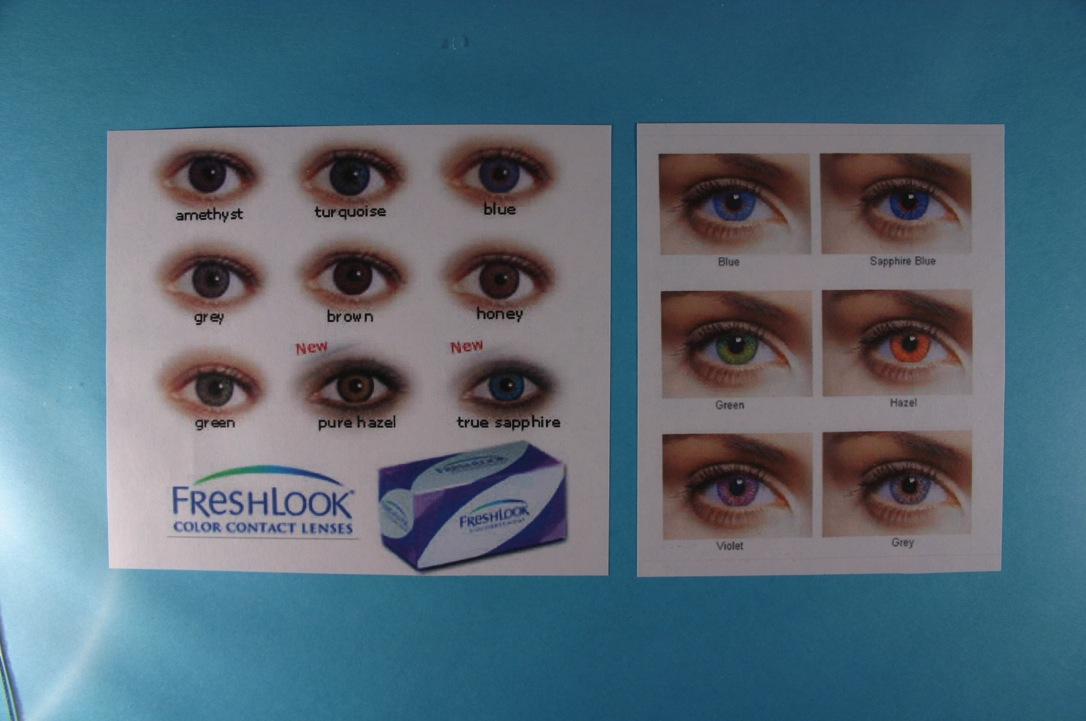 amethyst
turquoise
blue
grey
brown
honey
New
New
green
pure hazel
true sapphire
FRESHLOOK®
COLOR CONTACT LENSES
FRESHLOOK
FRESHLOOK
Blue
Sapphire Blue
Green
Hazel
Violet
Grey